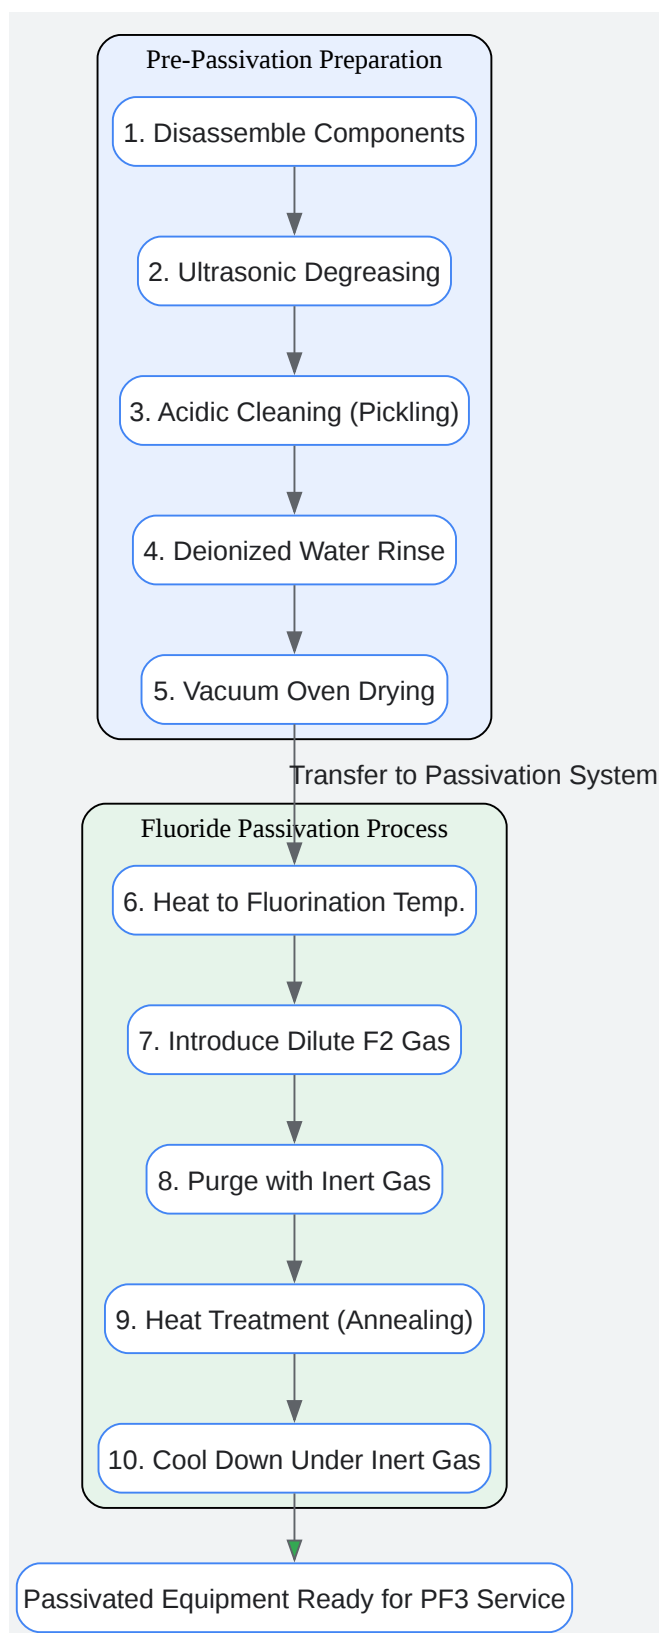 Pre-Passivation Preparation
1. Disassemble Components
2. Ultrasonic Degreasing
3. Acidic Cleaning (Pickling)
4. Deionized Water Rinse
5. Vacuum Oven Drying
Transfer to Passivation System
Fluoride Passivation Process
6. Heat to Fluorination Temp.
7. Introduce Dilute F2 Gas
8. Purge with Inert Gas
9. Heat Treatment (Annealing)
10. Cool Down Under Inert Gas
Passivated Equipment Ready for PF3 Service